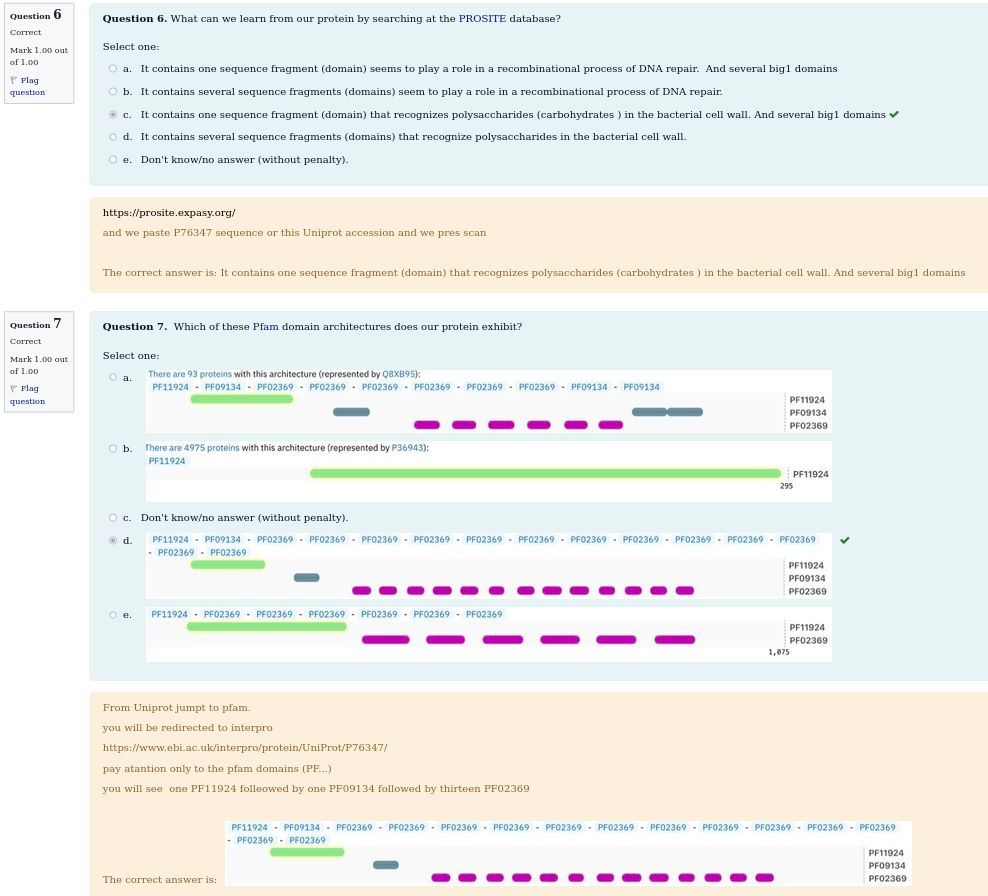 Question 6
Correct
Mark 1.00 out
of 1.00
Flag
question
Question 6. What can we learn from our protein by searching at the PROSITE database?
Select one:
a. It contains one sequence fragment (domain) seems to play a role in a recombinational process of DNA repair. And several big1 domains
b. It contains several sequence fragments (domains) seem to play a role in a recombinational process of DNA repair.
c. It contains one sequence fragment (domain) that recognizes polysaccharides (carbohydrates ) in the bacterial cell wall. And several big1 domains
d. It contains several sequence fragments (domains) that recognize polysaccharides in the bacterial cell wall.
e. Don't know/no answer (without penalty).
https://prosite.expasy.org/
and we paste P76347 sequence or this Uniprot accession and we pres scan
The correct answer is: It contains one sequence fragment (domain) that recognizes polysaccharides (carbohydrates ) in the bacterial cell wall. And several big1 domains
Question 7
Correct
Mark 1.00 out
of 1.00
Flag
question
Question 7. Which of these Pfam domain architectures does our protein exhibit?
Select one:
a. There are 93 proteins with this architecture (represented by Q8XB95):
PF11924 - PF09134 - PF02369 - PF02369 - PF02369 - PF02369 - PF02369 - PF02369 - PF09134 - PF09134
PF11924
PF09134
PF02369
b. There are 4975 proteins with this architecture (represented by P36943):
PF11924
PF11924
295
c. Don't know/no answer (without penalty).
d. PF11924 - PF09134 - PF02369 - PF02369 - PF02369 - PF02369 - PF02369 - PF02369 - PF02369 - PF02369 - PF02369 - PF02369 - PF02369
- PF02369 - PF02369
PF11924
PF09134
PF02369
e. PF11924 - PF02369 - PF02369 - PF02369 - PF02369 - PF02369 - PF02369
PF11924
PF02369
1,075
From Uniprot jumpt to pfam.
you will be redirected to interpro
https://www.ebi.ac.uk/interpro/protein/UniProt/P76347/
pay atantion only to the pfam domains (PF...)
you will see one PF11924 folleowed by one PF09134 followed by thirteen PF02369
PF11924 - PF09134 - PF02369 - PF02369 - PF02369 - PF02369 - PF02369 - PF02369 - PF02369 - PF02369 - PF02369 - PF02369 - PF02369
- PF02369 - PF02369
PF11924
PF09134
The correct answer is: PF02369